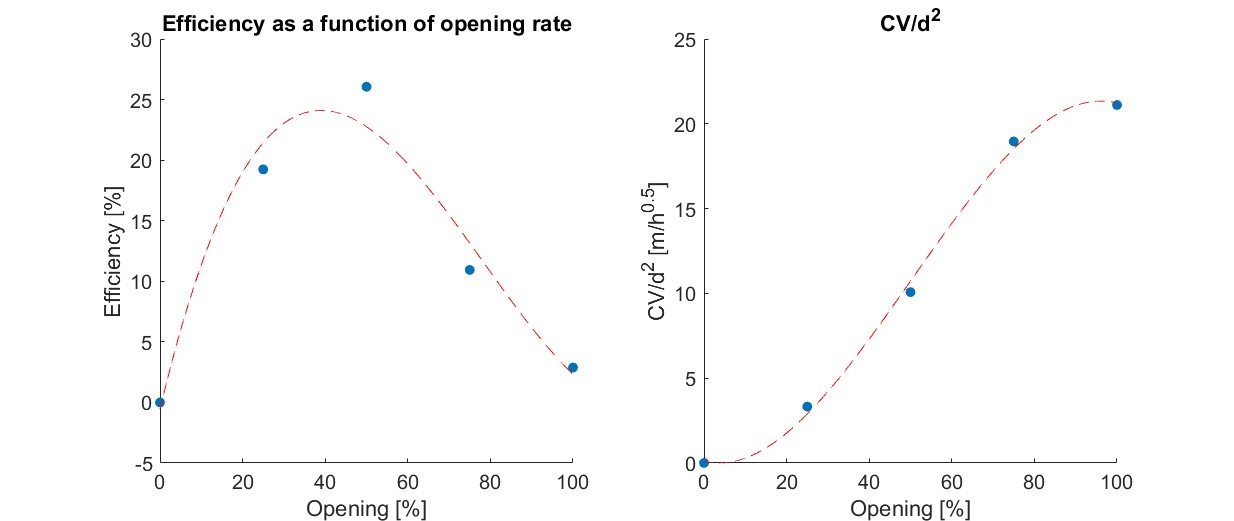 Efficiency as a function of opening rate
30
25
20
15
10
5
0
-5
Efficiency [%]
0 20 40 60 80 100
Opening [%]
CV/d²
25
20
15
10
5
0
CV/d² [m/h^0.5]
0 20 40 60 80 100
Opening [%]